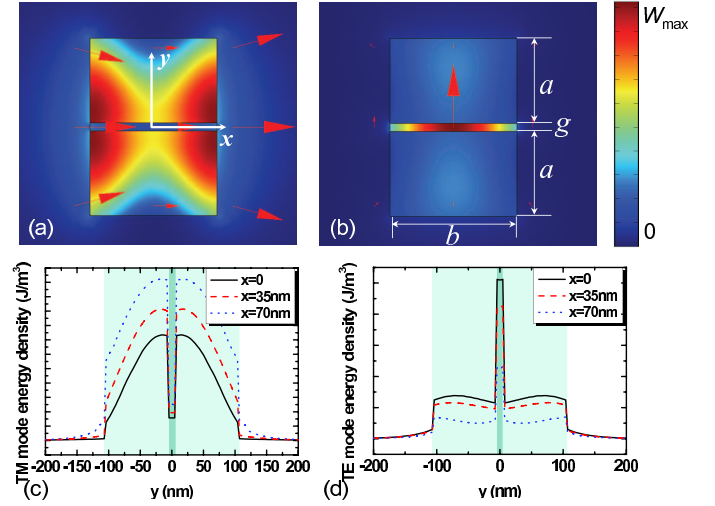 y
x
(a)
a
g
a
b
(b)
Wmax
0
TM mode energy density (J/m³)
x=0
x=35nm
x=70nm
-200 -150 -100 -50 0 50 100 150 200
y (nm)
(c)
TE mode energy density (J/m³)
x=0
x=35nm
x=70nm
-200 -100 0 100 200
y (nm)
(d)